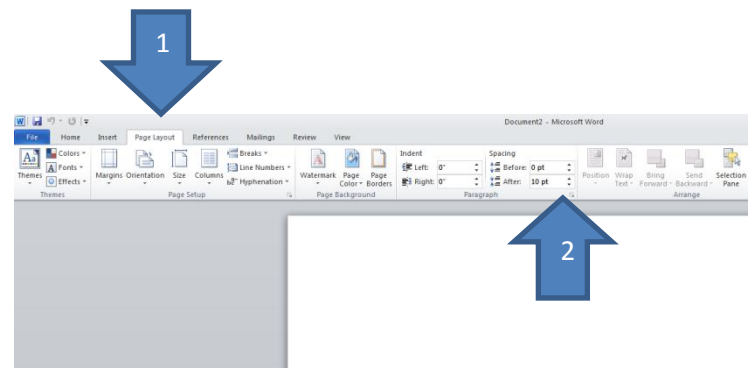 1
Document2 - Microsoft Word
File Home Insert Page Layout References Mailings Review View
Colors Breaks Indent Spacing
Aa Fonts Line Numbers Left: 0" Before: 0 pt
Themes Effects Margins Orientation Size Columns Hyphenation Watermark Page Color Page Borders Right: 0" After: 10 pt Position Wrap Text Bring Forward Send Backward Selection Pane
Themes Page Setup Page Background Paragraph Arrange
2